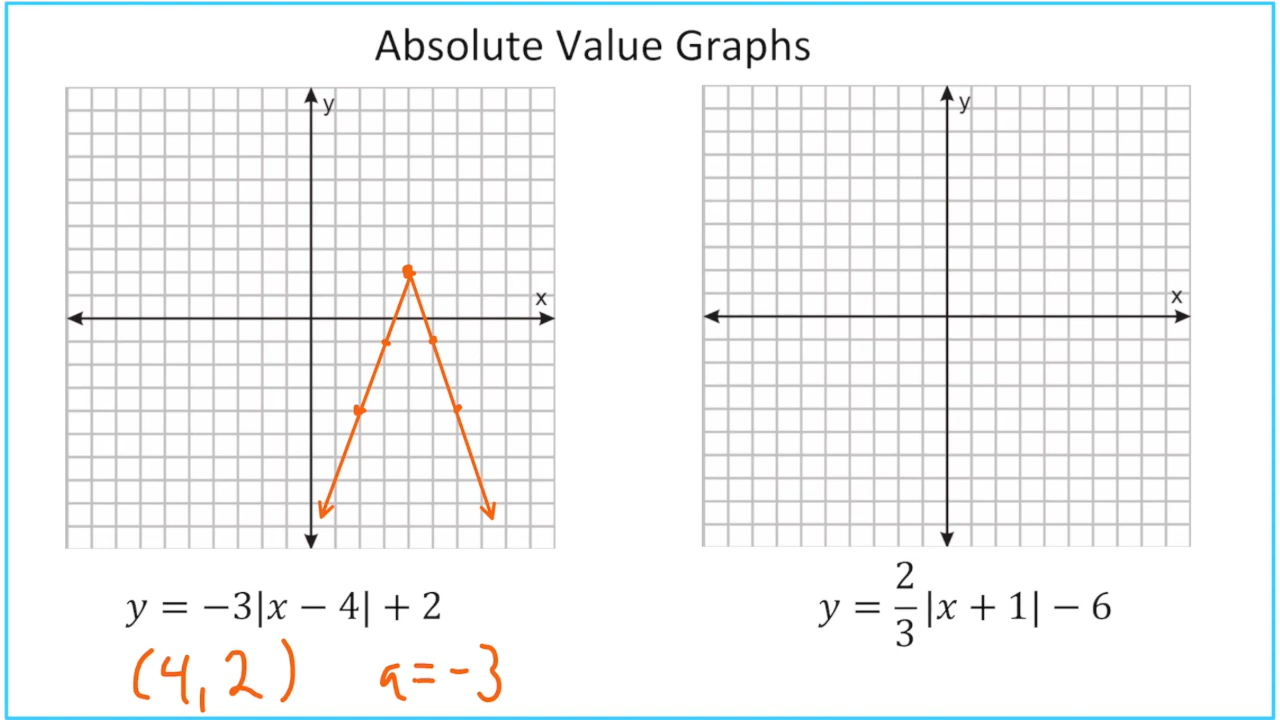 Absolute Value Graphs
y
x
y = −3|x − 4| + 2
(4, 2) a = -3
y
x
y = 2/3|x + 1| − 6